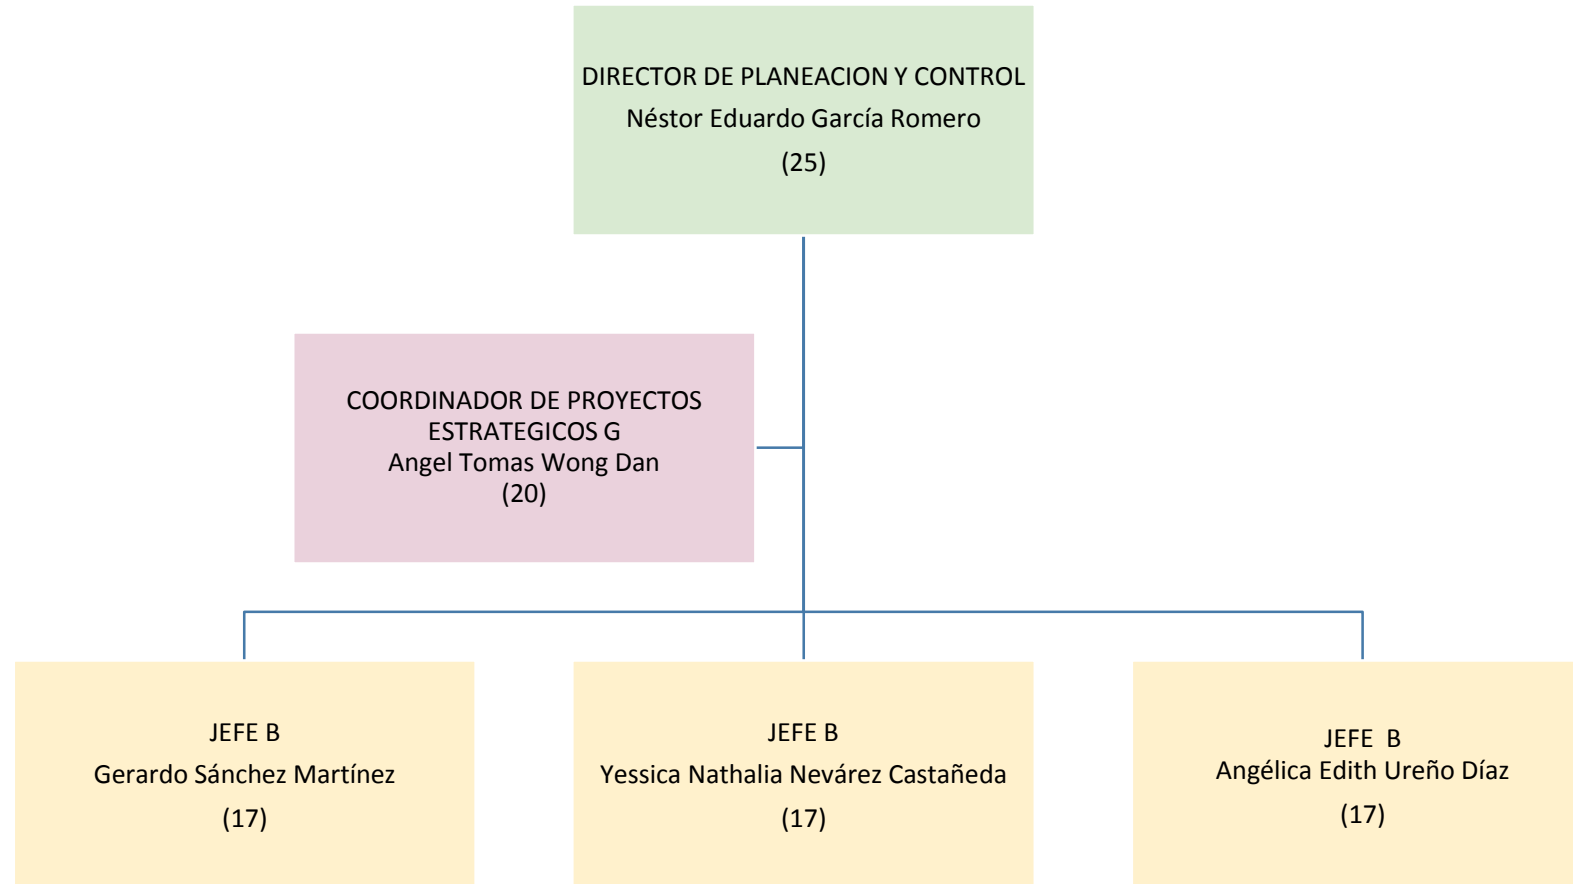 DIRECTOR DE PLANEACION Y CONTROL
Néstor Eduardo García Romero
(25)
COORDINADOR DE PROYECTOS
ESTRATEGICOS G
Angel Tomas Wong Dan
(20)
JEFE B
Gerardo Sánchez Martínez
(17)
JEFE B
Yessica Nathalia Nevárez Castañeda
(17)
JEFE  B
Angélica Edith Ureño Díaz
(17)